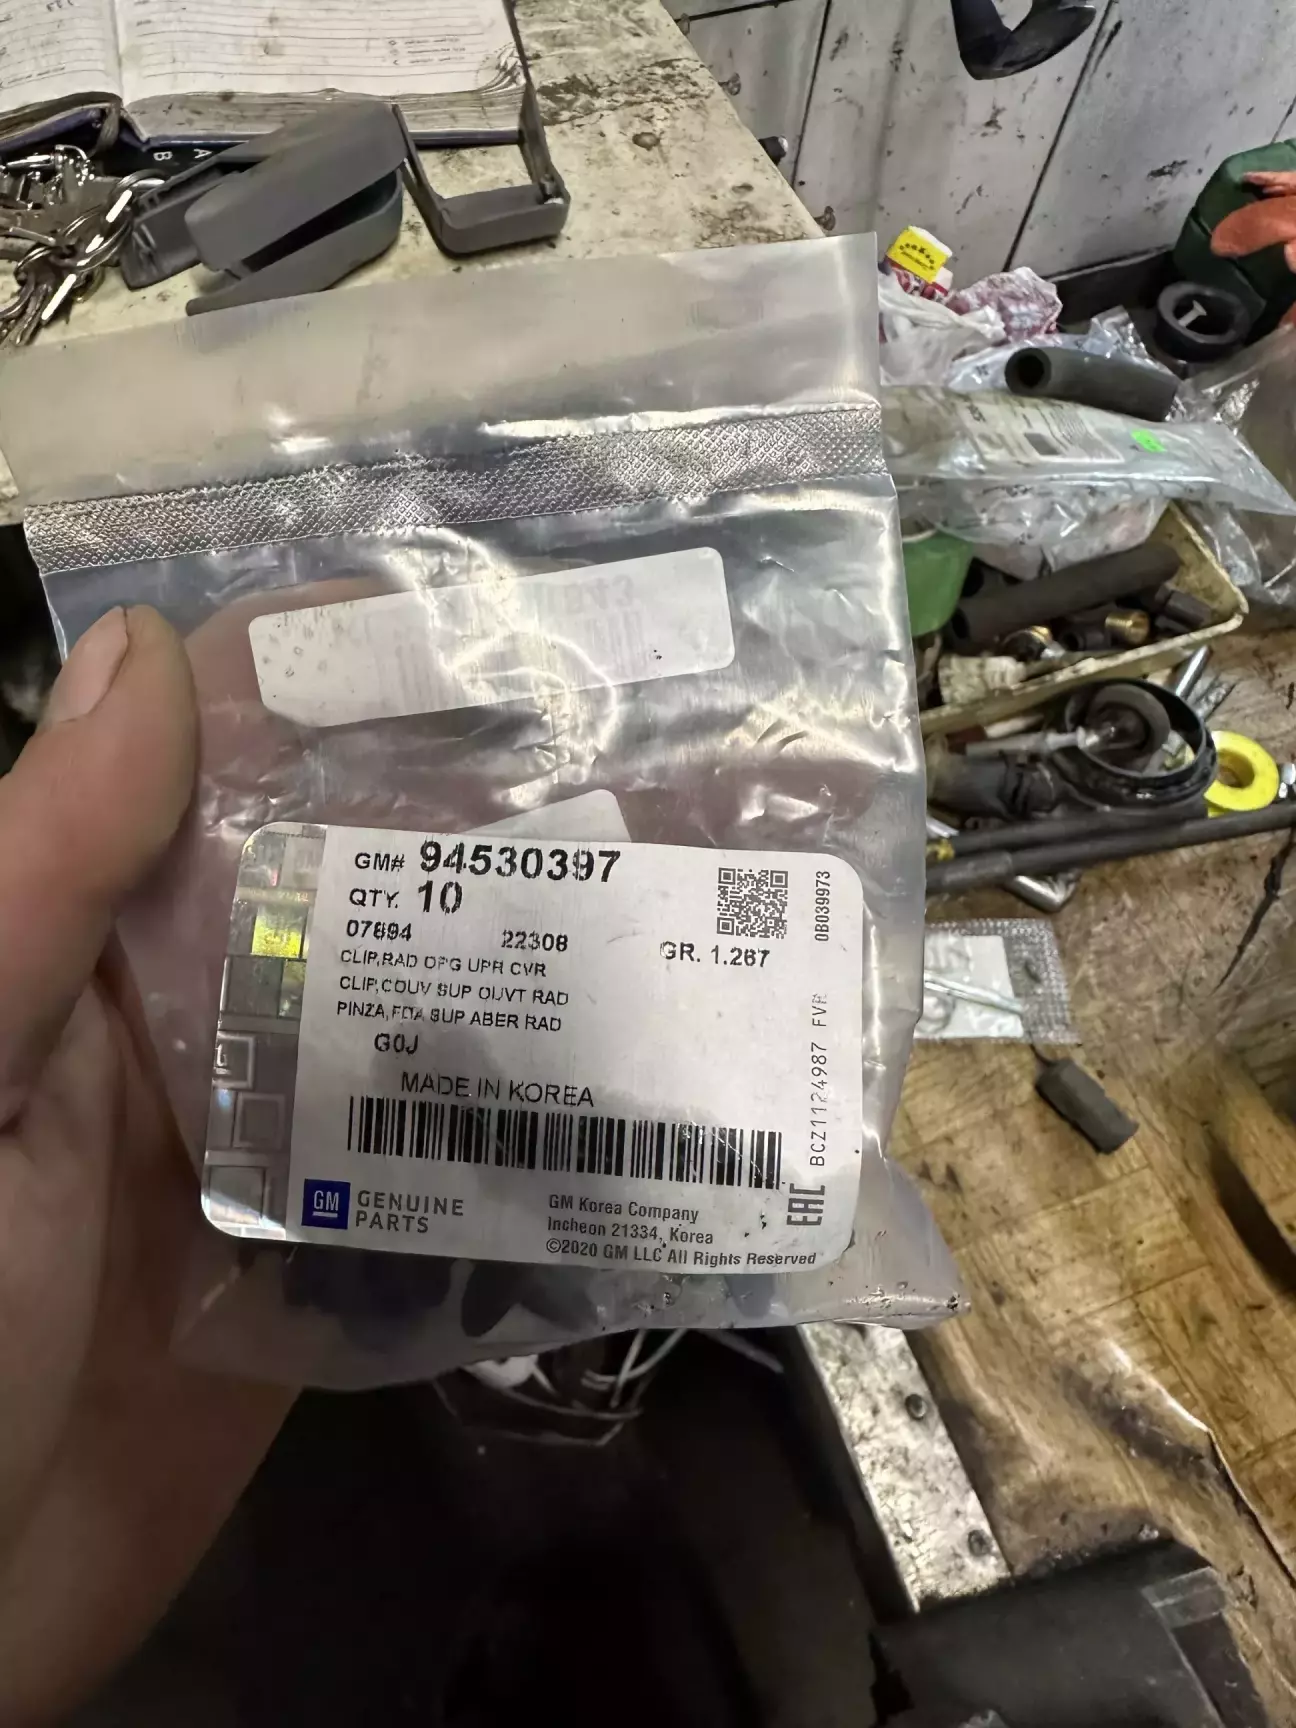 B
A
GM# 94530397
QTY. 10
07894 22308
GR. 1.267
CLIP,RAD OPG UPR CVR
CLIP,COUV SUP OUVT RAD
PINZA,FDA SUP ABER RAD
G0J
MADE IN KOREA
GM GENUINE
PARTS
GM Korea Company
Incheon 21334, Korea
©2020 GM LLC All Rights Reserved
0B039973
BCZ1124987 FVR
EAC